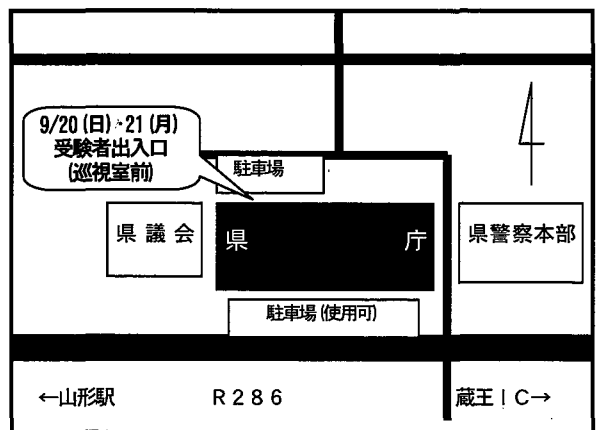 9/20(日)・21(月)
受験者出入口
(巡視室前)
駐車場
県議会
県庁
県警察本部
駐車場(使用可)
←山形駅
R286
蔵王IC→